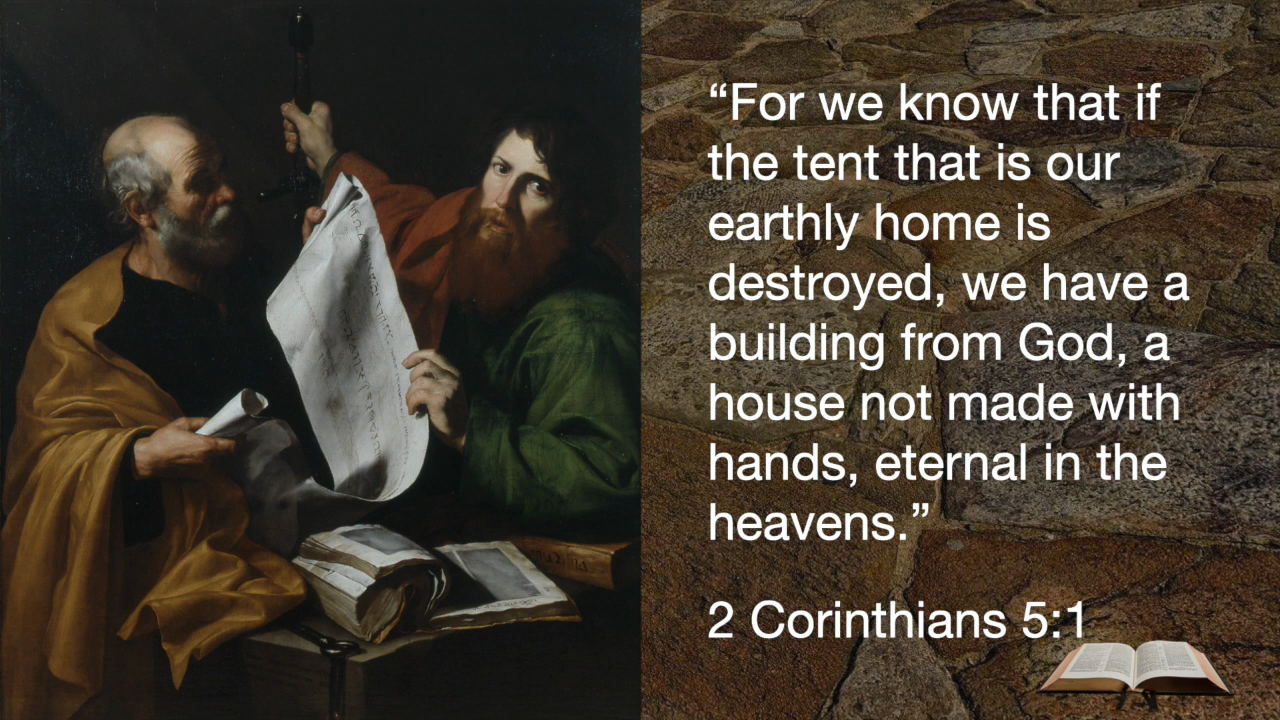 “For we know that if
the tent that is our
earthly home is
destroyed, we have a
building from God, a
house not made with
hands, eternal in the
heavens.”
2 Corinthians 5:1